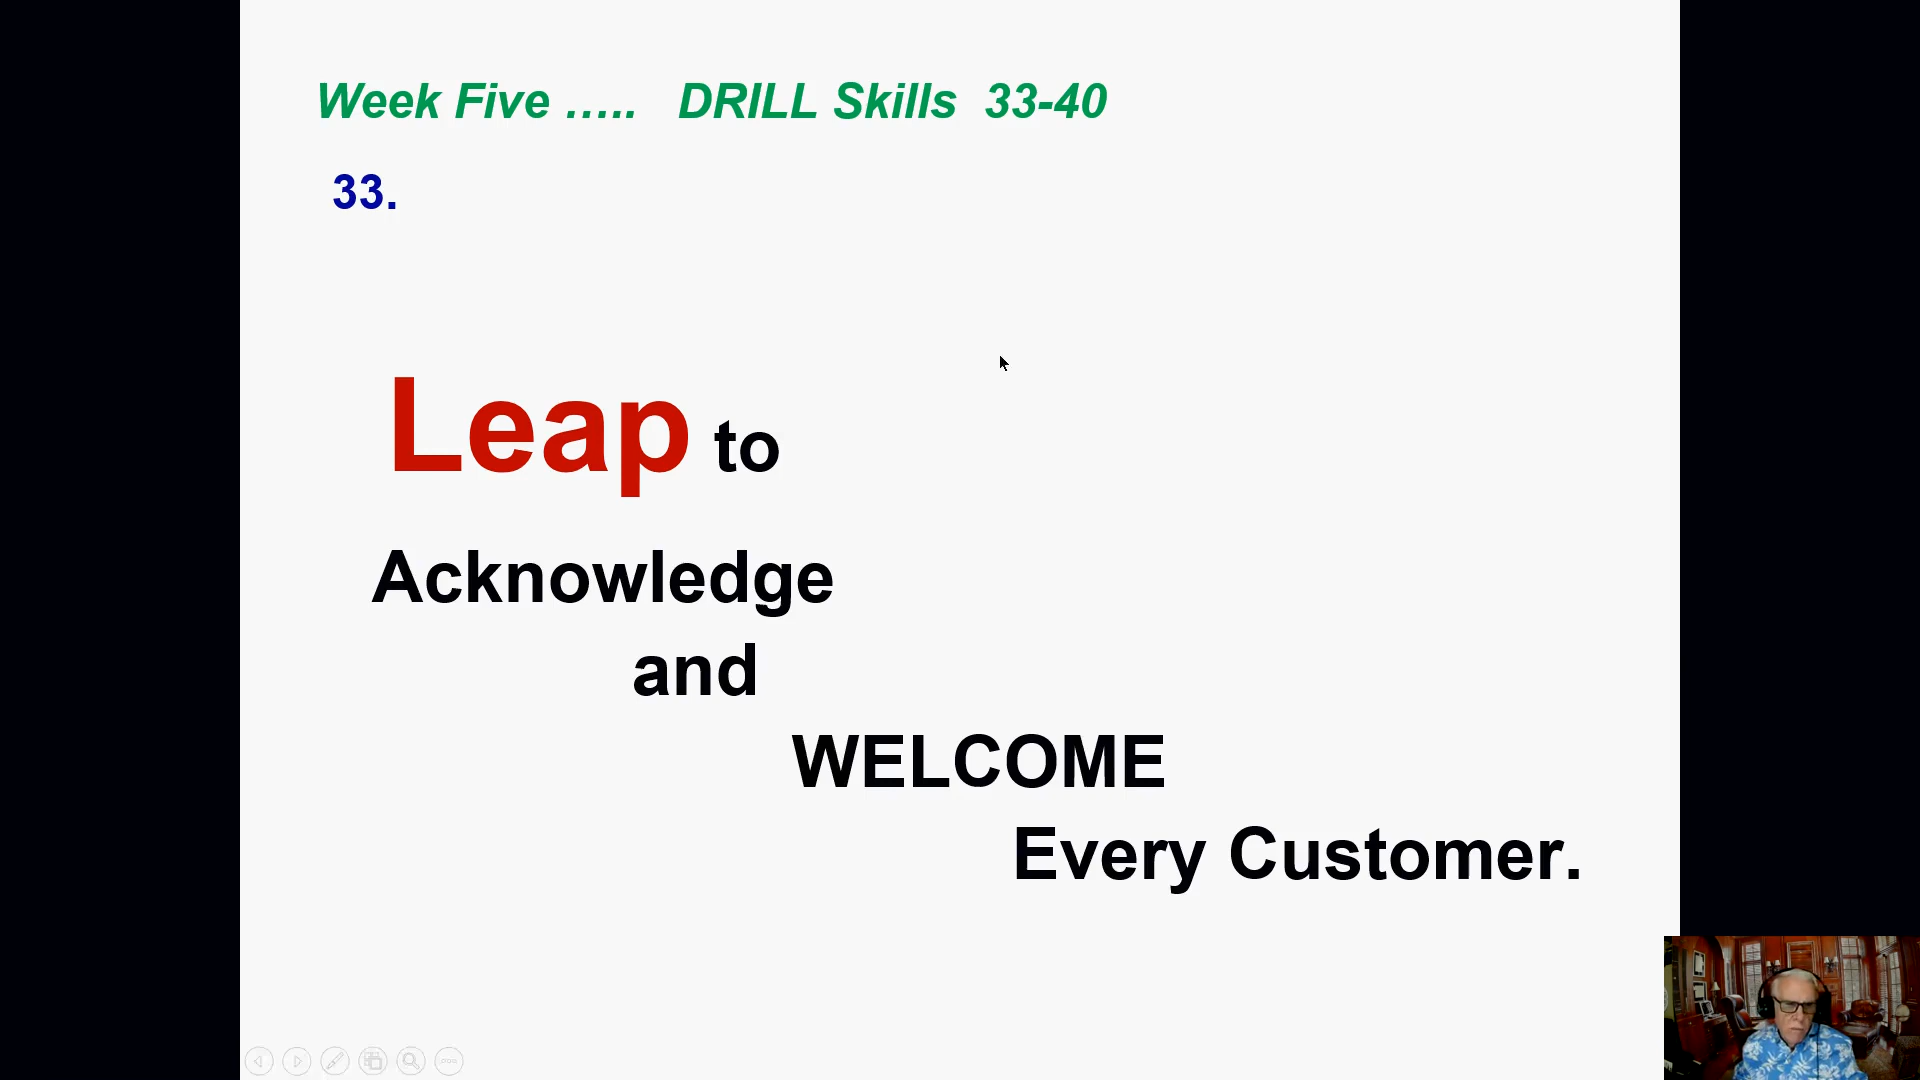 Week Five ..... DRILL Skills 33-40
33.
Leap to
Acknowledge
and
WELCOME
Every Customer.